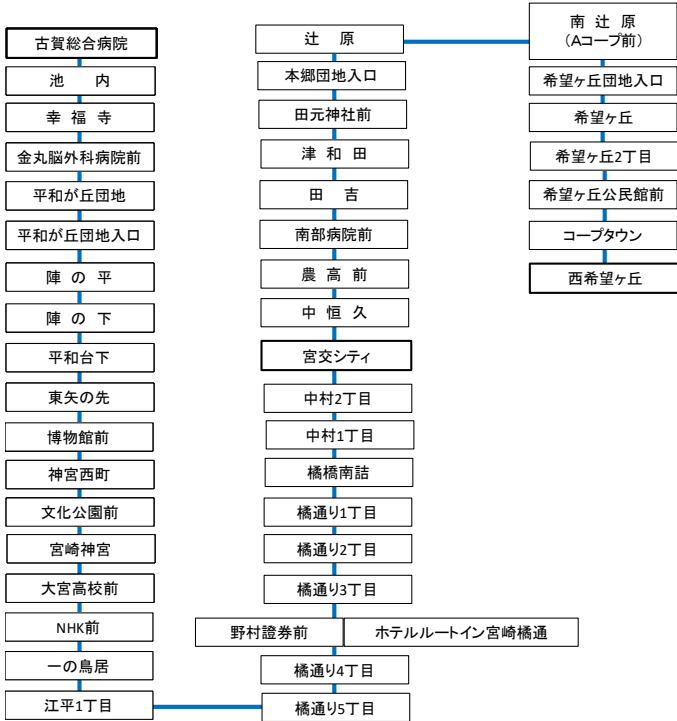 古賀総合病院
池 内
幸 福 寺
金丸脳外科病院前
平和が丘団地
平和が丘団地入口
陣 の 平
陣 の 下
平和台下
東矢の先
博物館前
神宮西町
文化公園前
宮崎神宮
大宮高校前
NHK前
一の鳥居
江平1丁目
辻 原
本郷団地入口
田元神社前
津 和 田
田 吉
南部病院前
農 高 前
中 恒 久
宮交シティ
中村2丁目
中村1丁目
橘橋南詰
橘通り1丁目
橘通り2丁目
橘通り3丁目
野村證券前
ホテルルートイン宮崎橘通
橘通り4丁目
橘通り5丁目
南 辻 原
(Aコープ前)
希望ヶ丘団地入口
希望ヶ丘
希望ヶ丘2丁目
希望ヶ丘公民館前
コープタウン
西希望ヶ丘